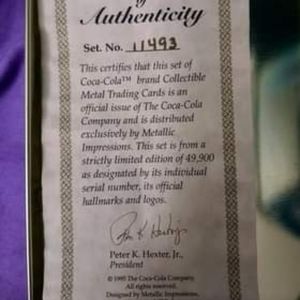 of
Authenticity
Set. No. 11493
This certifies that this set of
Coca-Cola™ brand Collectible
Metal Trading Cards is an
official issue of The Coca-Cola
Company and is distributed
exclusively by Metallic
Impressions. This set is from a
strictly limited edition of 49,900
as designated by its individual
serial number, its official
hallmarks and logos.
Peter K. Hexter, Jr.,
President
© 1995 The Coca-Cola Company.
All rights reserved.
Designed by Metallic Impressions.